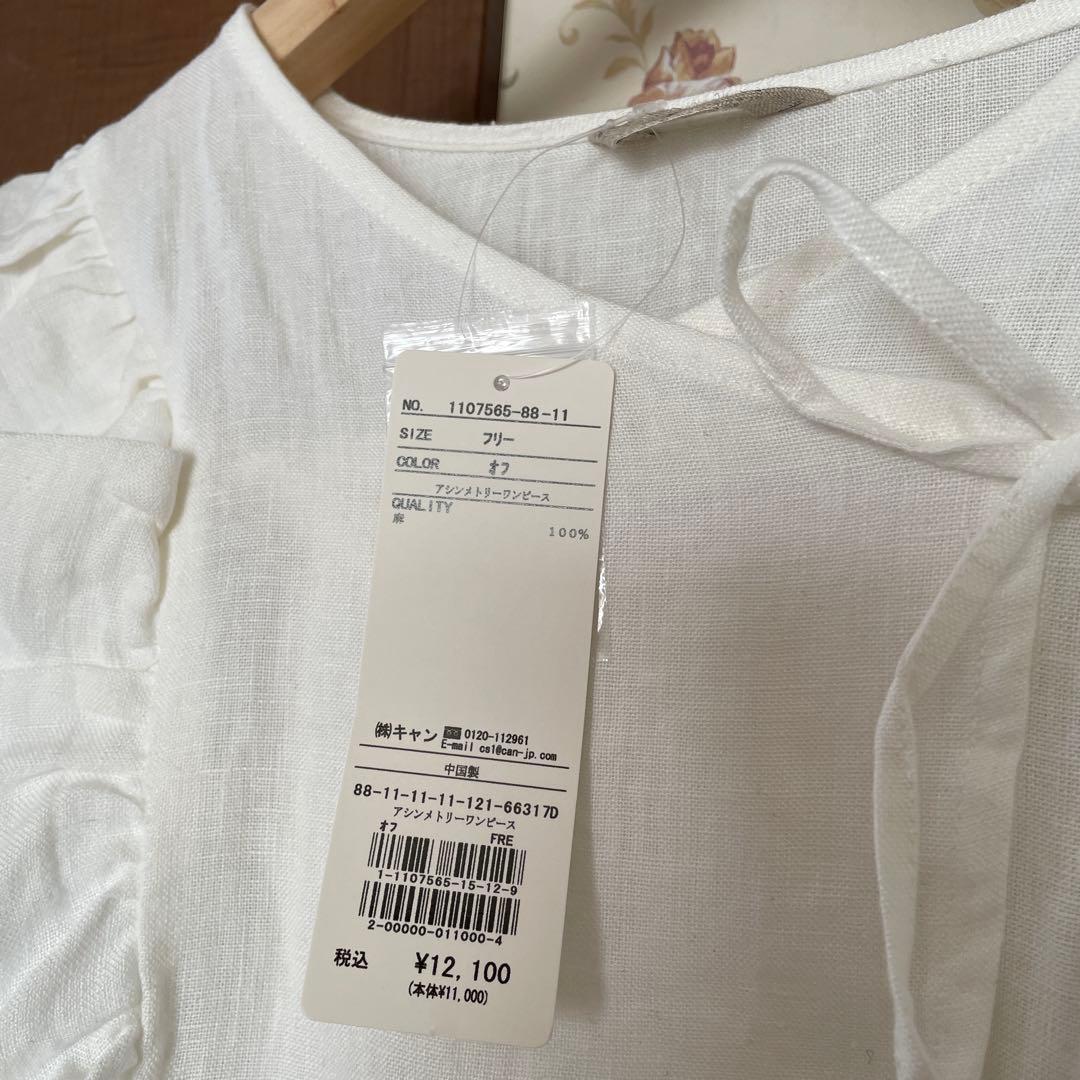 NO. 1107565-88-11
SIZE フリー
COLOR オフ
アシンメトリーワンピース
QUALITY
麻 100%
㈱キャン 0120-112961
E-mail cs1@can-jp.com
中国製
88-11-11-11-121-66317D
アシンメトリーワンピース
オフ FRE
1-1107565-15-12-9
2-00000-011000-4
税込 ¥12,100
(本体¥11,000)